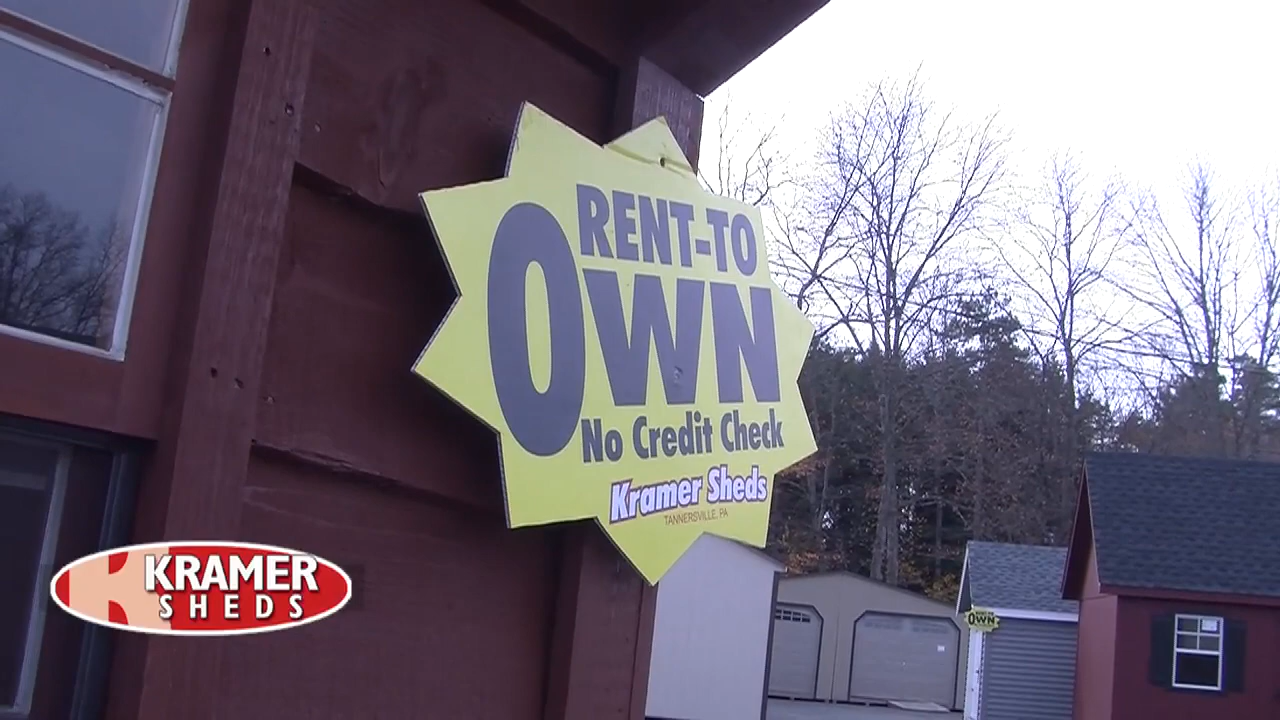 RENT-TO
OWN
No Credit Check
Kramer Sheds
TANNERSVILLE, PA
KRAMER
SHEDS
OWN